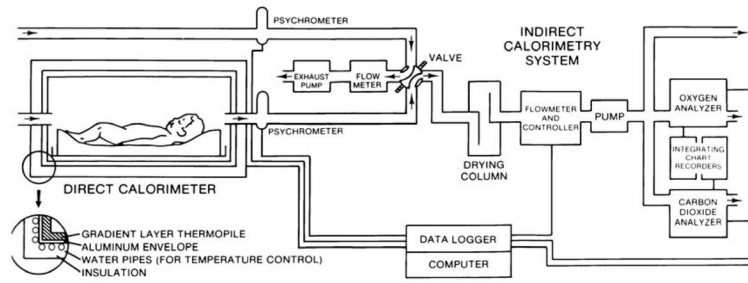 PSYCHROMETER
INDIRECT
CALORIMETRY
SYSTEM
VALVE
EXHAUST
PUMP
FLOW
METER
PSYCHROMETER
DRYING
COLUMN
FLOWMETER
AND
CONTROLLER
PUMP
OXYGEN
ANALYZER
INTEGRATING
CHART
RECORDERS
CARBON
DIOXIDE
ANALYZER
DIRECT CALORIMETER
GRADIENT LAYER THERMOPILE
ALUMINUM ENVELOPE
WATER PIPES (FOR TEMPERATURE CONTROL)
INSULATION
DATA LOGGER
COMPUTER